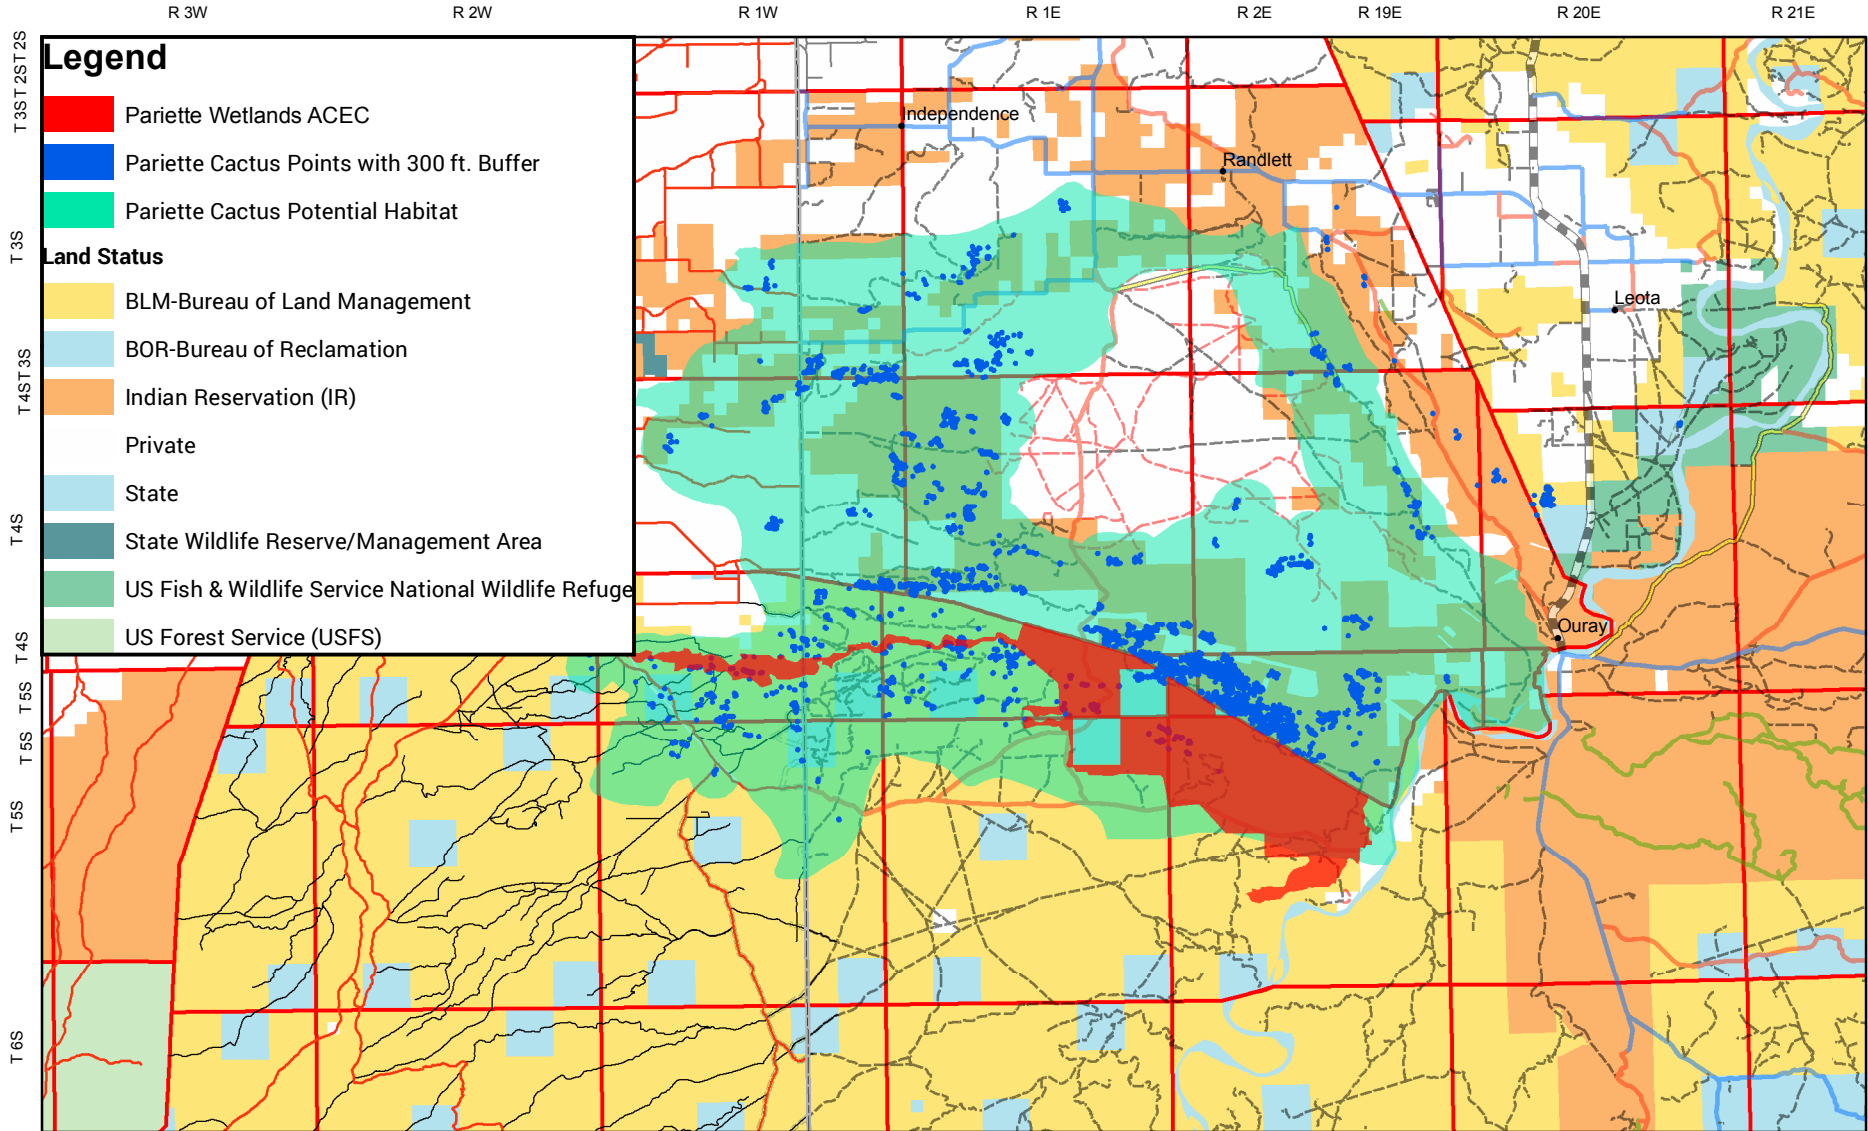 R 3W R 2W R 1W R 1E R 2E R 19E R 20E R 21E
T 2S
T 2S
T 3S
T 3S
T 3S
T 4S
T 4S
T 4S
T 5S
T 5S
T 5S
T 6S
Legend
Pariette Wetlands ACEC
Pariette Cactus Points with 300 ft. Buffer
Pariette Cactus Potential Habitat
Land Status
BLM-Bureau of Land Management
BOR-Bureau of Reclamation
Indian Reservation (IR)
Private
State
State Wildlife Reserve/Management Area
US Fish & Wildlife Service National Wildlife Refuge
US Forest Service (USFS)
Independence
Randlett
Leota
Ouray